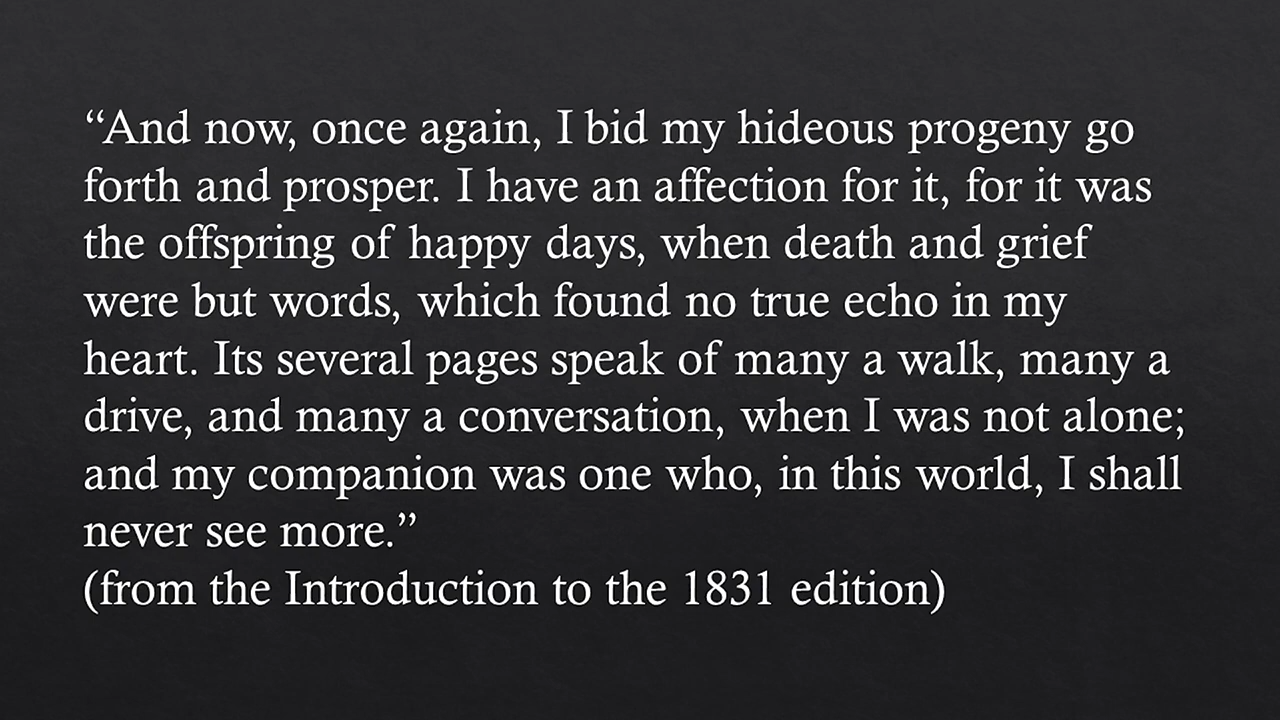 “And now, once again, I bid my hideous progeny go
forth and prosper. I have an affection for it, for it was
the offspring of happy days, when death and grief
were but words, which found no true echo in my
heart. Its several pages speak of many a walk, many a
drive, and many a conversation, when I was not alone;
and my companion was one who, in this world, I shall
never see more.”
(from the Introduction to the 1831 edition)